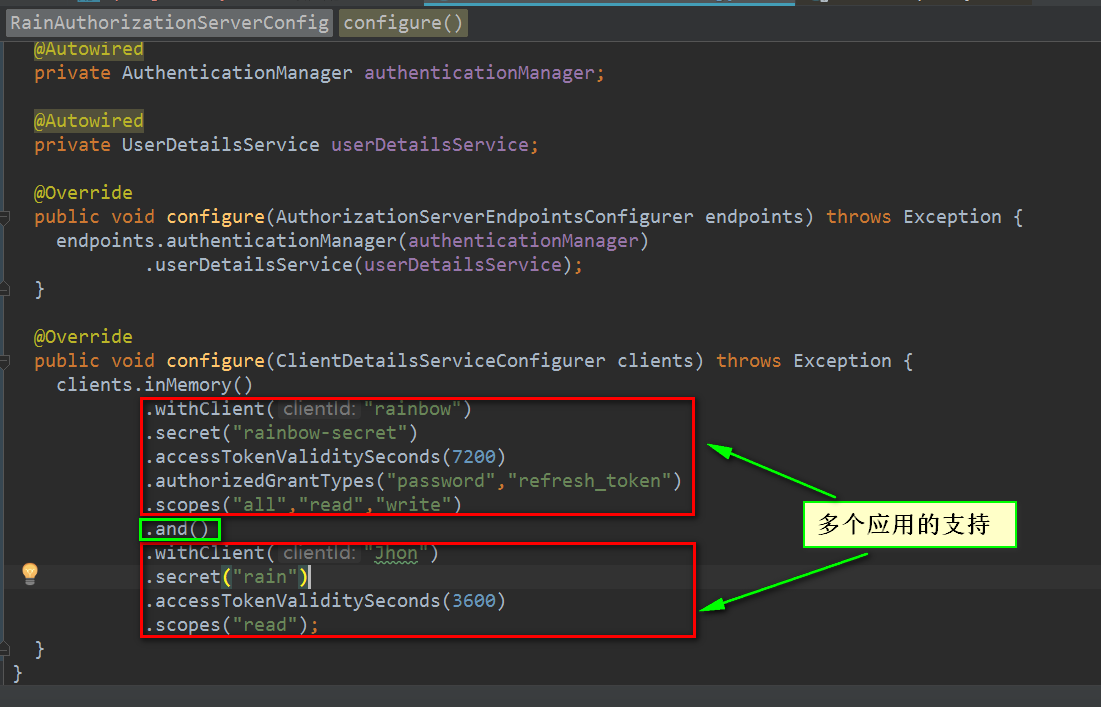 RainAuthorizationServerConfig configure()
@Autowired
private AuthenticationManager authenticationManager;
@Autowired
private UserDetailsService userDetailsService;
@Override
public void configure(AuthorizationServerEndpointsConfigurer endpoints) throws Exception {
endpoints.authenticationManager(authenticationManager)
.userDetailsService(userDetailsService);
}
@Override
public void configure(ClientDetailsServiceConfigurer clients) throws Exception {
clients.inMemory()
.withClient( clientId: "rainbow")
.secret("rainbow-secret")
.accessTokenValiditySeconds(7200)
.authorizedGrantTypes("password","refresh_token")
.scopes("all","read","write")
.and()
多个应用的支持
.withClient( clientId: "Jhon")
.secret("rain")
.accessTokenValiditySeconds(3600)
.scopes("read");
}
}